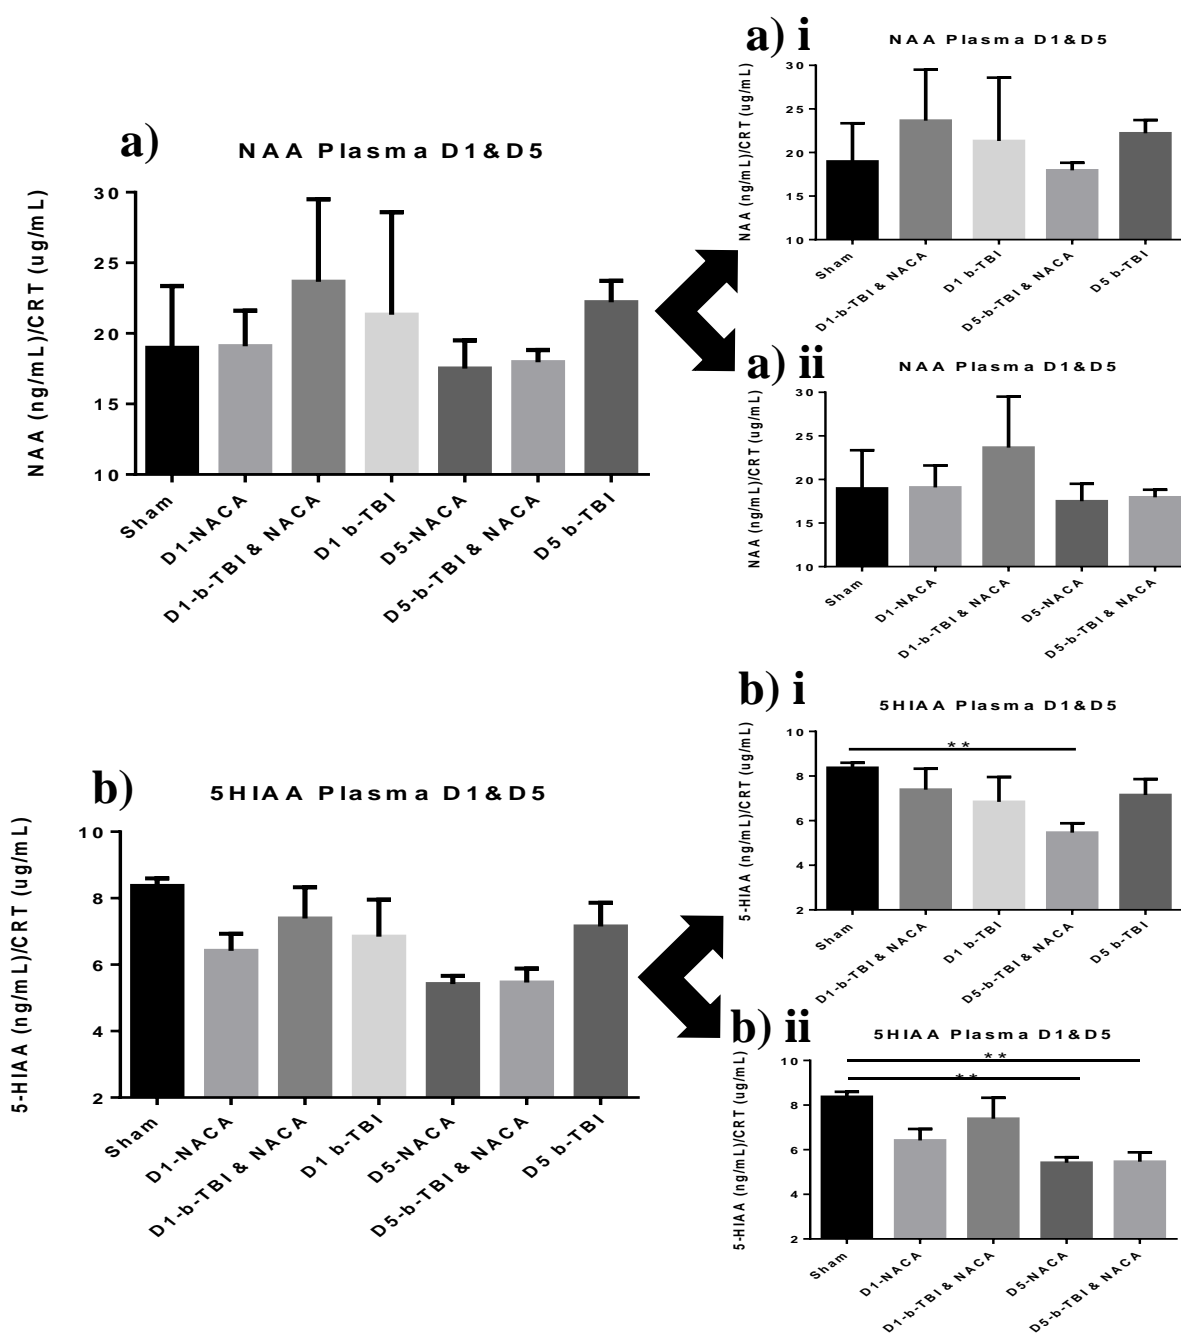 a)
NAA Plasma D1&D5
NAA (ng/mL)/CRT (ug/mL)
30
25
20
15
10
Sham
D1-NACA
D1-b-TBI & NACA
D1 b-TBI
D5-NACA
D5-b-TBI & NACA
D5 b-TBI
a) i
NAA Plasma D1&D5
NAA (ng/mL)/CRT (ug/mL)
30
25
20
15
10
Sham
D1-b-TBI & NACA
D1 b-TBI
D5-b-TBI & NACA
D5 b-TBI
a) ii
NAA Plasma D1&D5
NAA (ng/mL)/CRT (ug/mL)
30
25
20
15
10
Sham
D1-NACA
D1-b-TBI & NACA
D5-NACA
D5-b-TBI & NACA
b)
5HIAA Plasma D1&D5
5-HIAA (ng/mL)/CRT (ug/mL)
10
8
6
4
2
Sham
D1-NACA
D1-b-TBI & NACA
D1 b-TBI
D5-NACA
D5-b-TBI & NACA
D5 b-TBI
b) i
5HIAA Plasma D1&D5
5-HIAA (ng/mL)/CRT (ug/mL)
10
8
6
4
2
**
Sham
D1-b-TBI & NACA
D1 b-TBI
D5-b-TBI & NACA
D5 b-TBI
b) ii
5HIAA Plasma D1&D5
5-HIAA (ng/mL)/CRT (ug/mL)
10
8
6
4
2
**
**
Sham
D1-NACA
D1-b-TBI & NACA
D5-NACA
D5-b-TBI & NACA